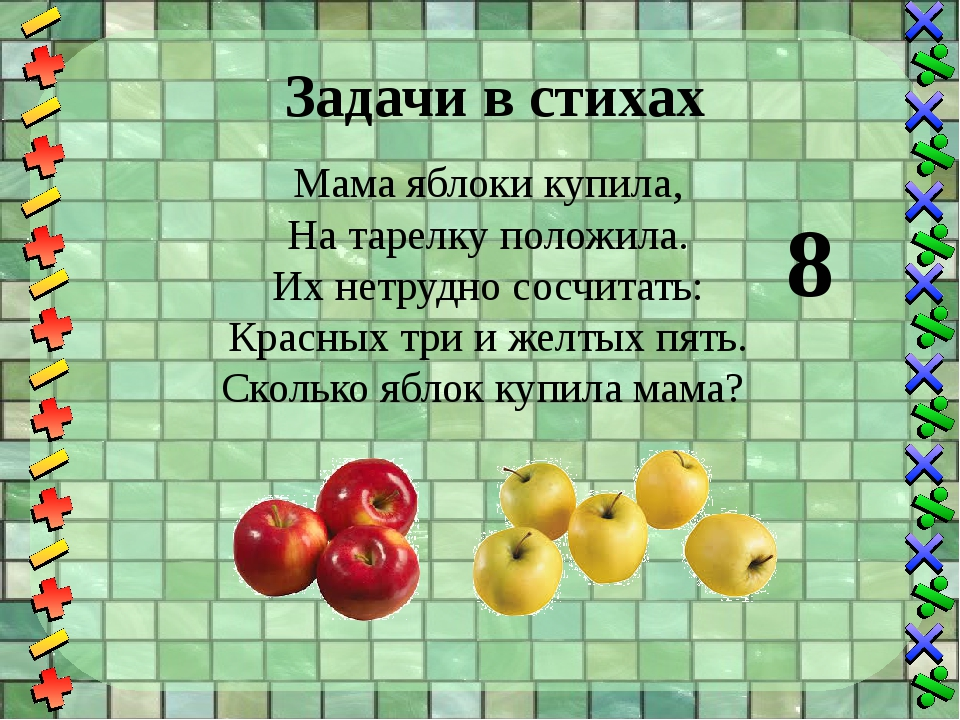 Задачи в стихах
Мама яблоки купила,
На тарелку положила.
Их нетрудно сосчитать:
Красных три и желтых пять.
Сколько яблок купила мама?
8